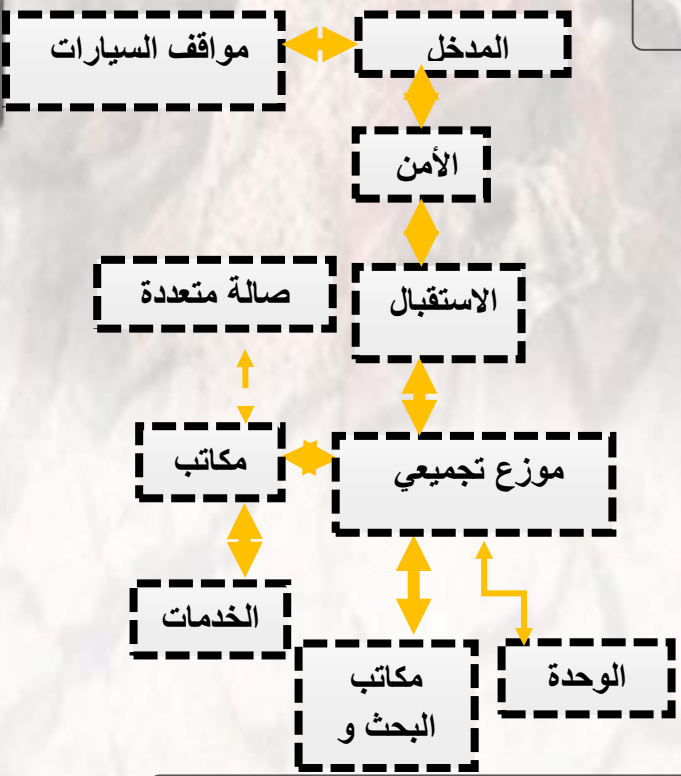 المدخل
مواقف السيارات
الأمن
صالة متعددة
الاستقبال
مكاتب
موزع تجميعي
الخدمات
مكاتب
البحث و
الوحدة